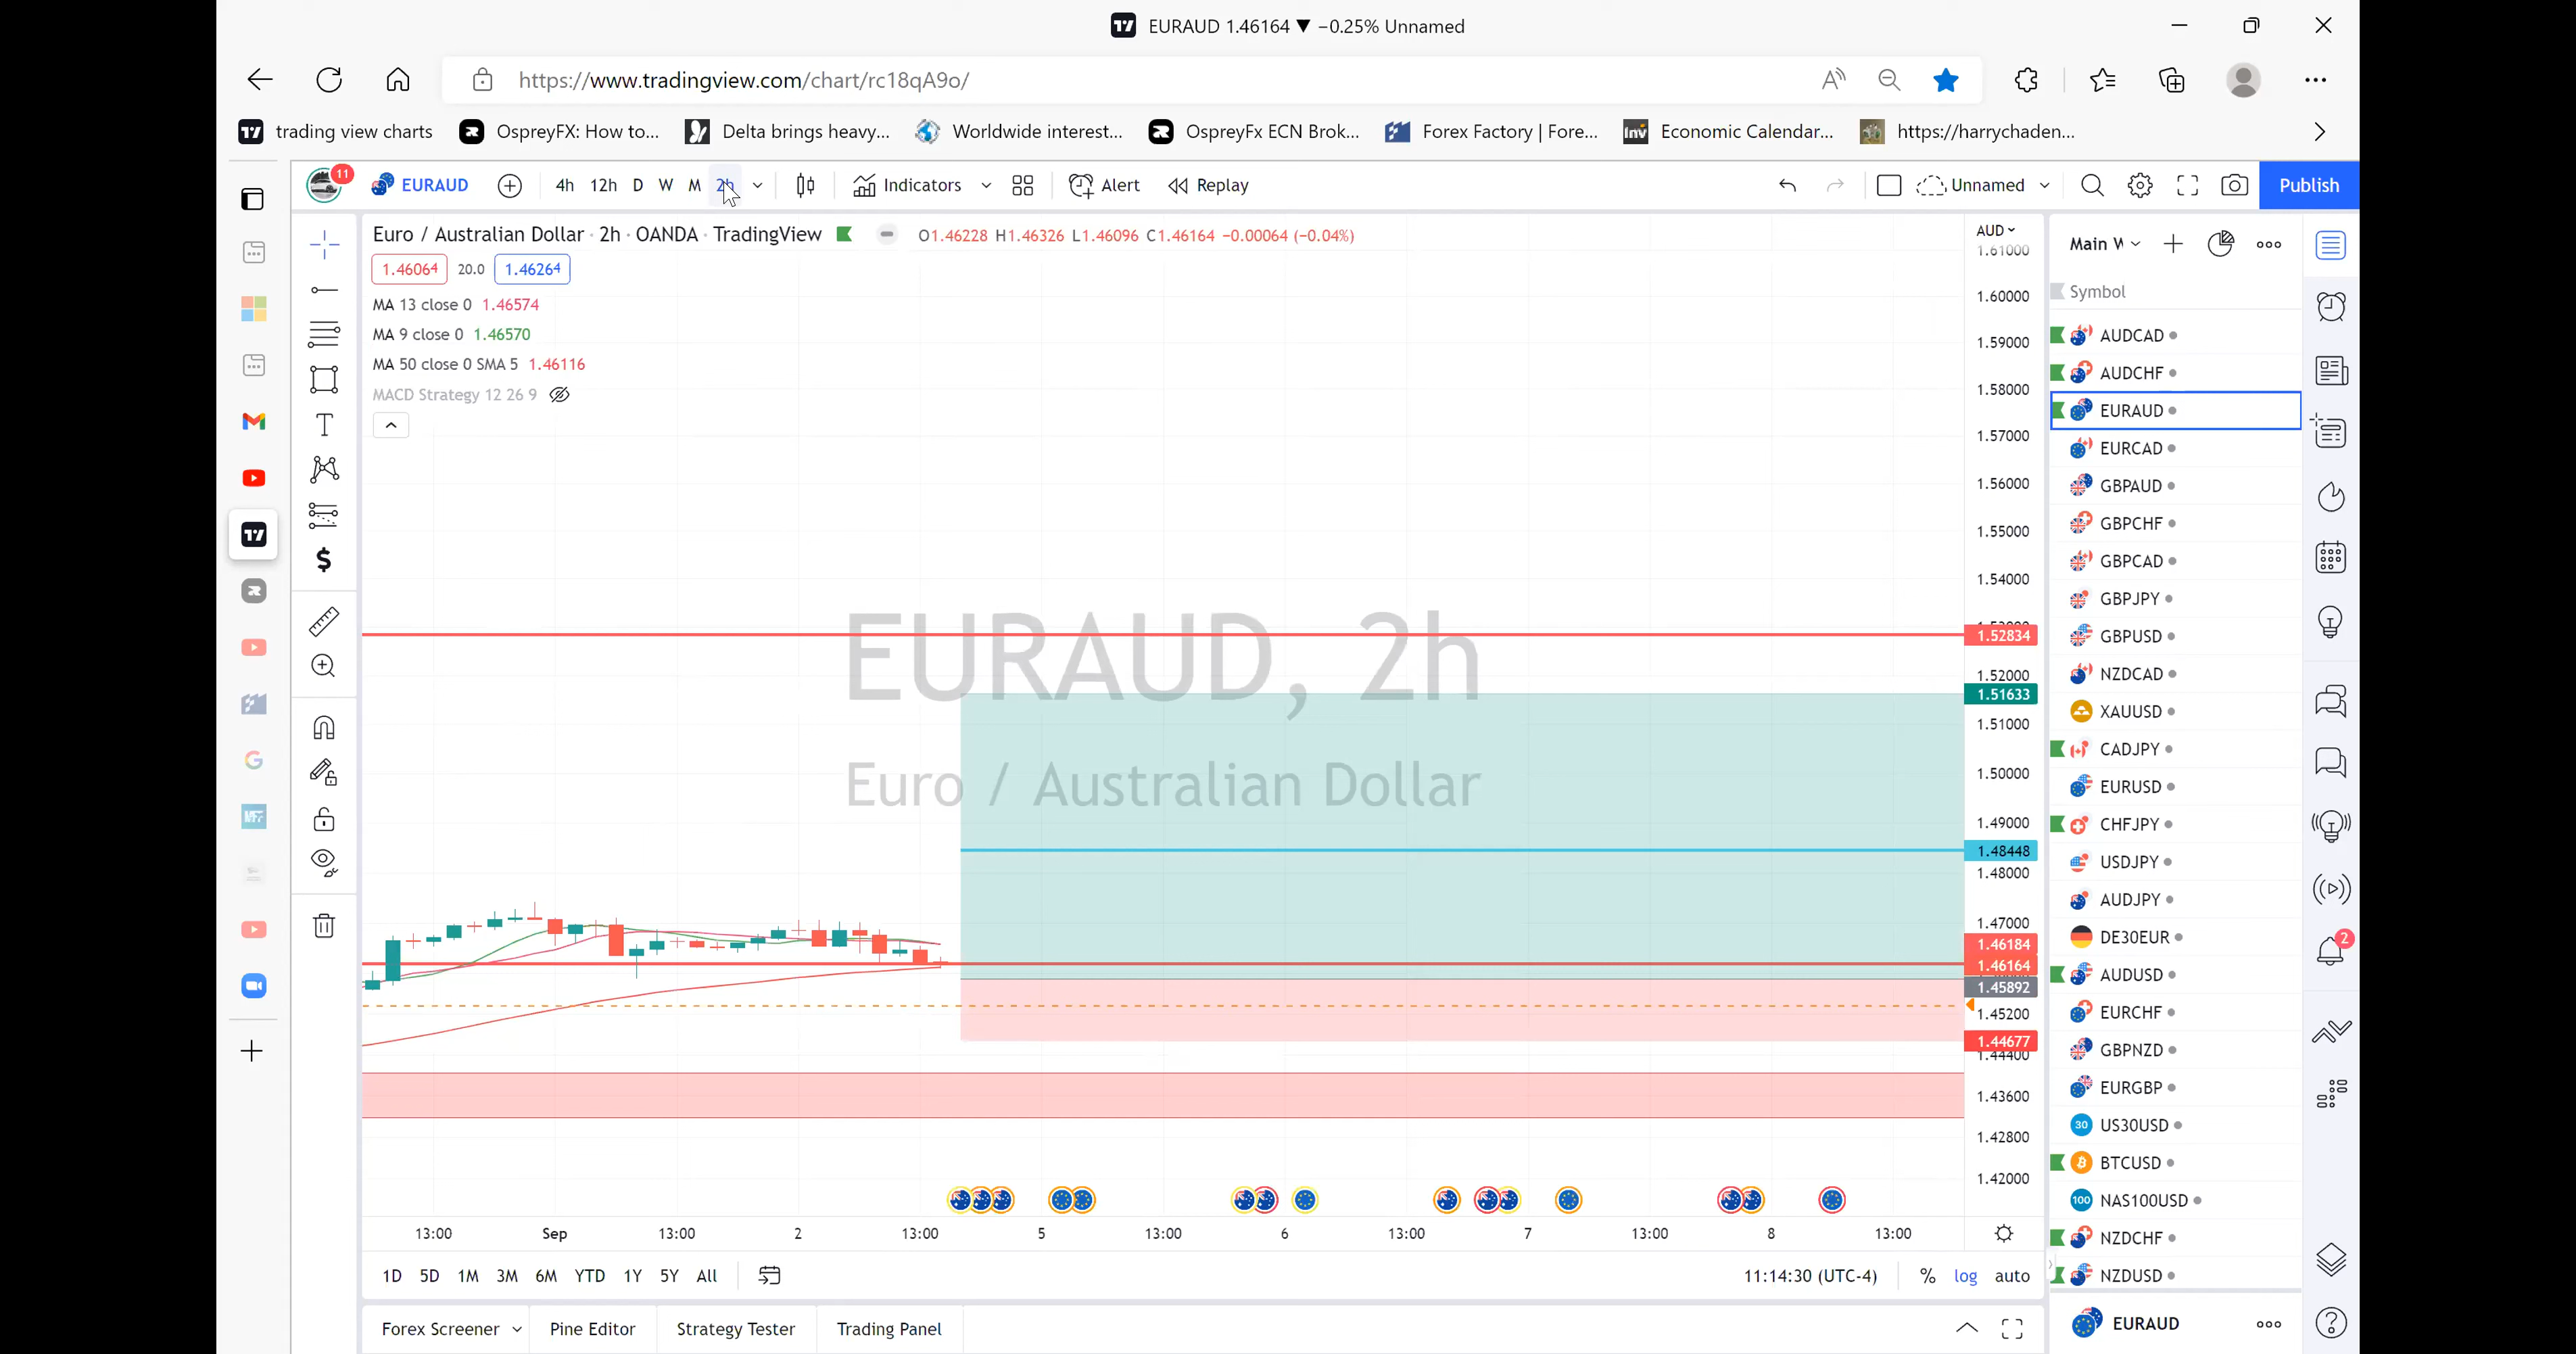 EURAUD 1.46164 ▼ −0.25% Unnamed
https://www.tradingview.com/chart/rc18qA9o/
trading view charts
OspreyFX: How to...
Delta brings heavy...
Worldwide interest...
OspreyFx ECN Brok...
Forex Factory | Fore...
Economic Calendar...
https://harrychaden...
11
EURAUD
4h 12h D W M 2h
Indicators
Alert
Replay
Unnamed
Publish
Euro / Australian Dollar · 2h · OANDA · TradingView
O1.46228 H1.46326 L1.46096 C1.46164 −0.00064 (−0.04%)
1.46064 20.0 1.46264
MA 13 close 0 1.46574
MA 9 close 0 1.46570
MA 50 close 0 SMA 5 1.46116
MACD Strategy 12 26 9
EURAUD, 2h
Euro / Australian Dollar
AUD
1.61000
1.60000
1.59000
1.58000
1.57000
1.56000
1.55000
1.54000
1.52834
1.52000
1.51633
1.51000
1.50000
1.49000
1.48448
1.48000
1.47000
1.46184
1.46164
1.45892
1.45200
1.44677
1.44400
1.43600
1.42800
1.42000
13:00 Sep 13:00 2 13:00 5 13:00 6 13:00 7 13:00 8 13:00
1D 5D 1M 3M 6M YTD 1Y 5Y All
11:14:30 (UTC-4)
% log auto
Forex Screener
Pine Editor
Strategy Tester
Trading Panel
Main W
Symbol
AUDCAD
AUDCHF
EURAUD
EURCAD
GBPAUD
GBPCHF
GBPCAD
GBPJPY
GBPUSD
NZDCAD
XAUUSD
CADJPY
EURUSD
CHFJPY
USDJPY
AUDJPY
DE30EUR
AUDUSD
EURCHF
GBPNZD
EURGBP
30 US30USD
BTCUSD
100 NAS100USD
NZDCHF
NZDUSD
EURAUD
2